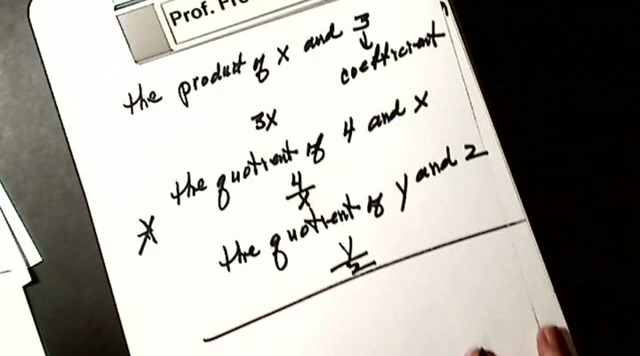 Prof. Pr
the product of x and 3
coefficient
3x
* the quotient of 4 and x
4/x
the quotient of y and 2
y/2